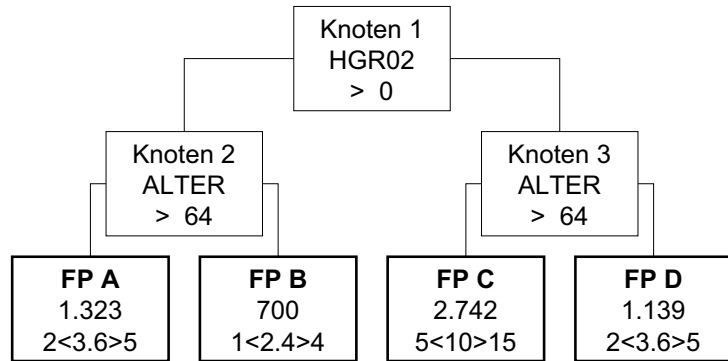 Knoten 1
HGR02
> 0
Knoten 2
ALTER
> 64
Knoten 3
ALTER
> 64
FP A
1.323
2<3.6>5
FP B
700
1<2.4>4
FP C
2.742
5<10>15
FP D
1.139
2<3.6>5